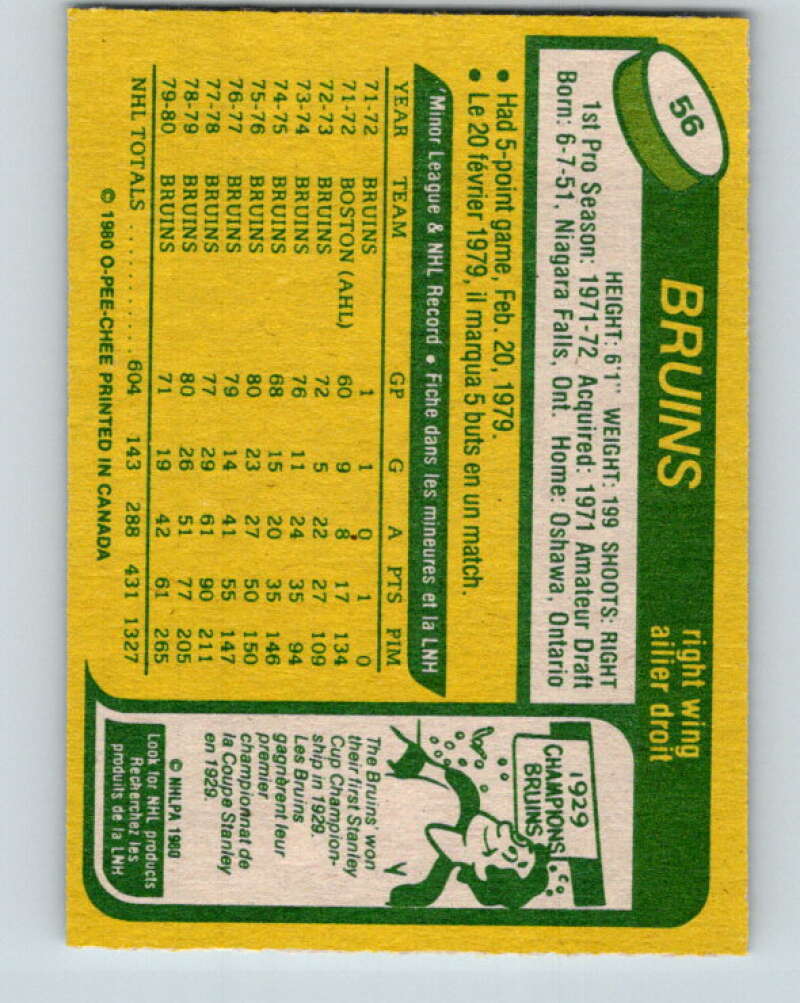 56
BRUINS
right wing
ailier droit
HEIGHT: 6'1" WEIGHT: 199 SHOOTS: RIGHT
1st Pro Season: 1971-72 Acquired: 1971 Amateur Draft
Born: 6-7-51, Niagara Falls, Ont. Home: Oshawa, Ontario
• Had 5-point game, Feb. 20, 1979.
• Le 20 février 1979, il marqua 5 buts en un match.
'Minor League & NHL Record • Fiche dans les mineures et la LNH
YEAR TEAM GP G A PTS PIM
71-72 BRUINS 1 1 0 1 0
71-72 BOSTON (AHL) 60 9 8 17 134
72-73 BRUINS 72 5 22 27 109
73-74 BRUINS 76 11 24 35 94
74-75 BRUINS 68 15 20 35 146
75-76 BRUINS 80 23 27 50 150
76-77 BRUINS 79 14 41 55 147
77-78 BRUINS 77 29 61 90 211
78-79 BRUINS 80 26 51 77 205
79-80 BRUINS 71 19 42 61 265
NHL TOTALS ............ 604 143 288 431 1327
© 1980 O-PEE-CHEE PRINTED IN CANADA
1929
CHAMPIONS
BRUINS
The Bruins' won
their first Stanley
Cup Champion-
ship in 1929.
Les Bruins
gagnèrent leur
premier
championnat de
la Coupe Stanley
en 1929.
© NHLPA 1980
Look for NHL products
Recherchez les
produits de la LNH